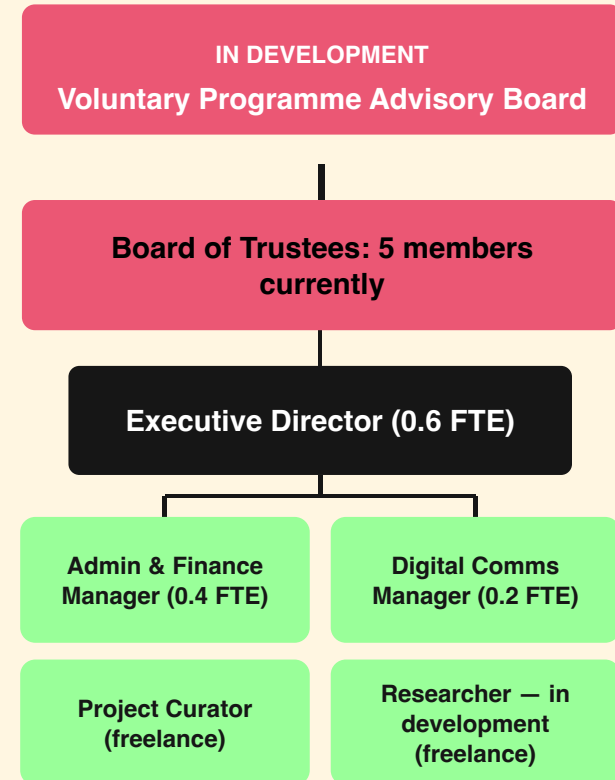 IN DEVELOPMENT
Voluntary Programme Advisory Board
Board of Trustees: 5 members
currently
Executive Director (0.6 FTE)
Admin & Finance
Manager (0.4 FTE)
Digital Comms
Manager (0.2 FTE)
Project Curator
(freelance)
Researcher — in
development
(freelance)